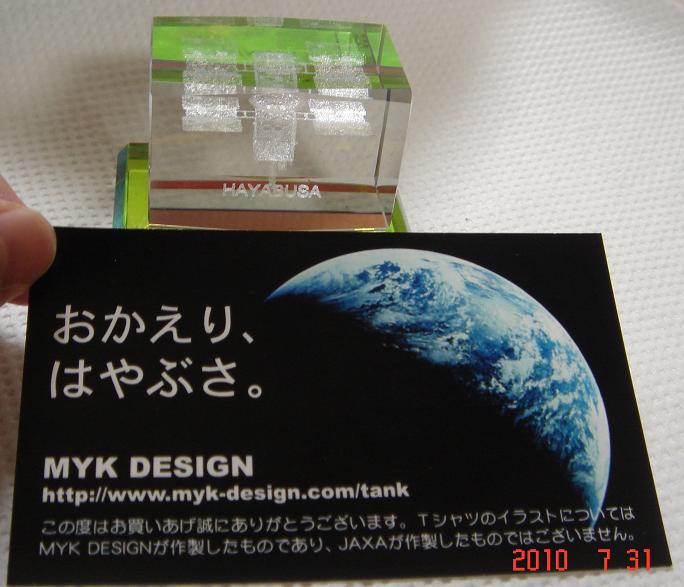 HAYABUSA
おかえり、
はやぶさ。
MYK DESIGN
http://www.myk-design.com/tank
この度はお買いあげ誠にありがとうございます。Tシャツのイラストについては
MYK DESIGNが作製したものであり、JAXAが作製したものではございません。
2010 7 31